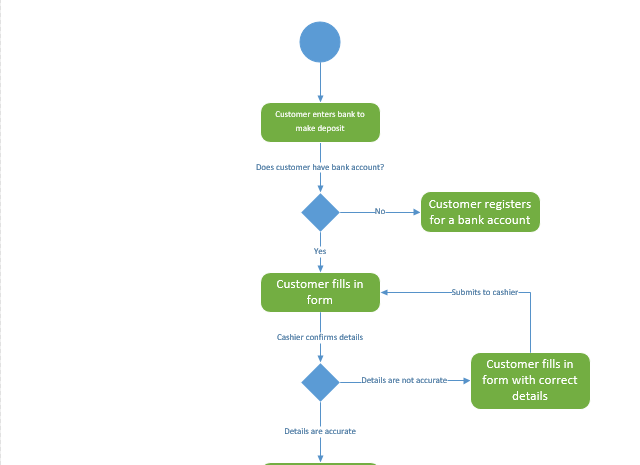 Customer enters bank to
make deposit
Does customer have bank account?
No
Customer registers
for a bank account
Yes
Customer fills in
form
Submits to cashier
Cashier confirms details
Details are not accurate
Customer fills in
form with correct
details
Details are accurate